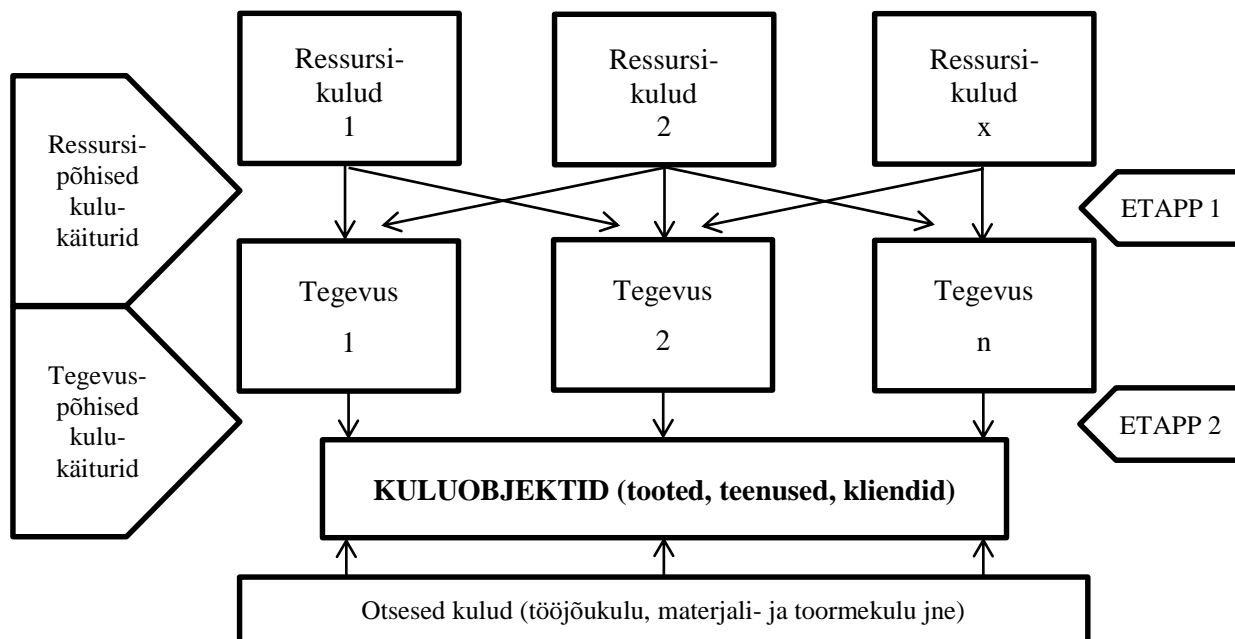 Ressursi-
kulud
1
Ressursi-
kulud
2
Ressursi-
kulud
x
Ressursi-
põhised
kulu-
käiturid
ETAPP 1
Tegevus
1
Tegevus
2
Tegevus
n
Tegevus-
põhised
kulu-
käiturid
ETAPP 2
KULUOBJEKTID (tooted, teenused, kliendid)
Otsesed kulud (tööjõukulu, materjali- ja toormekulu jne)